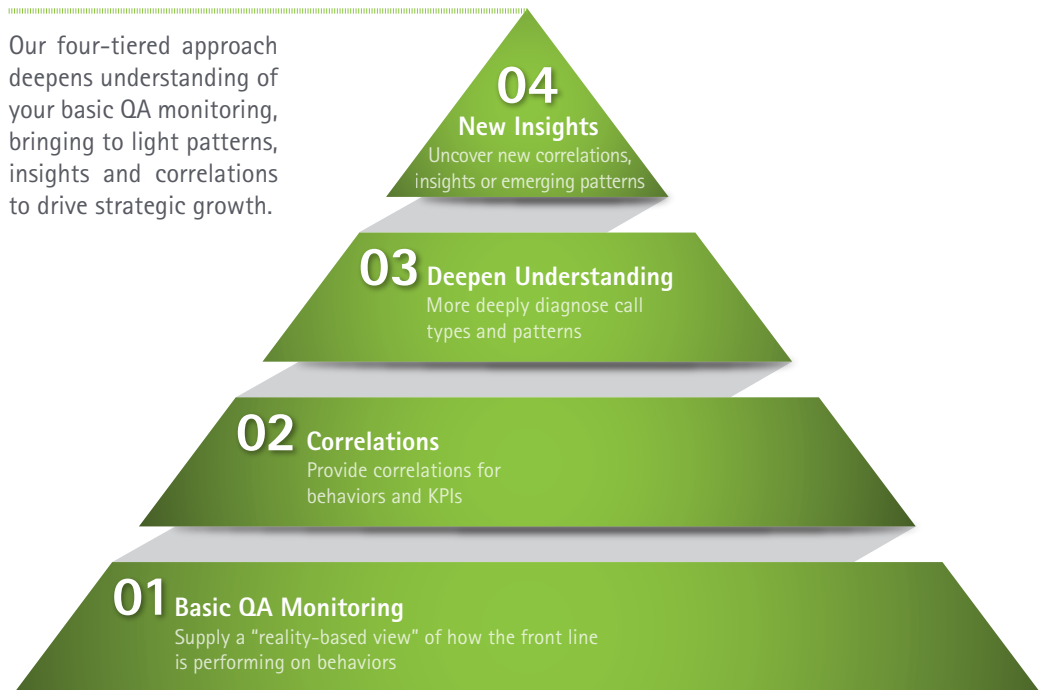 Our four-tiered approach
deepens understanding of
your basic QA monitoring,
bringing to light patterns,
insights and correlations
to drive strategic growth.
04
New Insights
Uncover new correlations,
insights or emerging patterns
03
Deepen Understanding
More deeply diagnose call
types and patterns
02
Correlations
Provide correlations for
behaviors and KPIs
01
Basic QA Monitoring
Supply a “reality-based view” of how the front line
is performing on behaviors